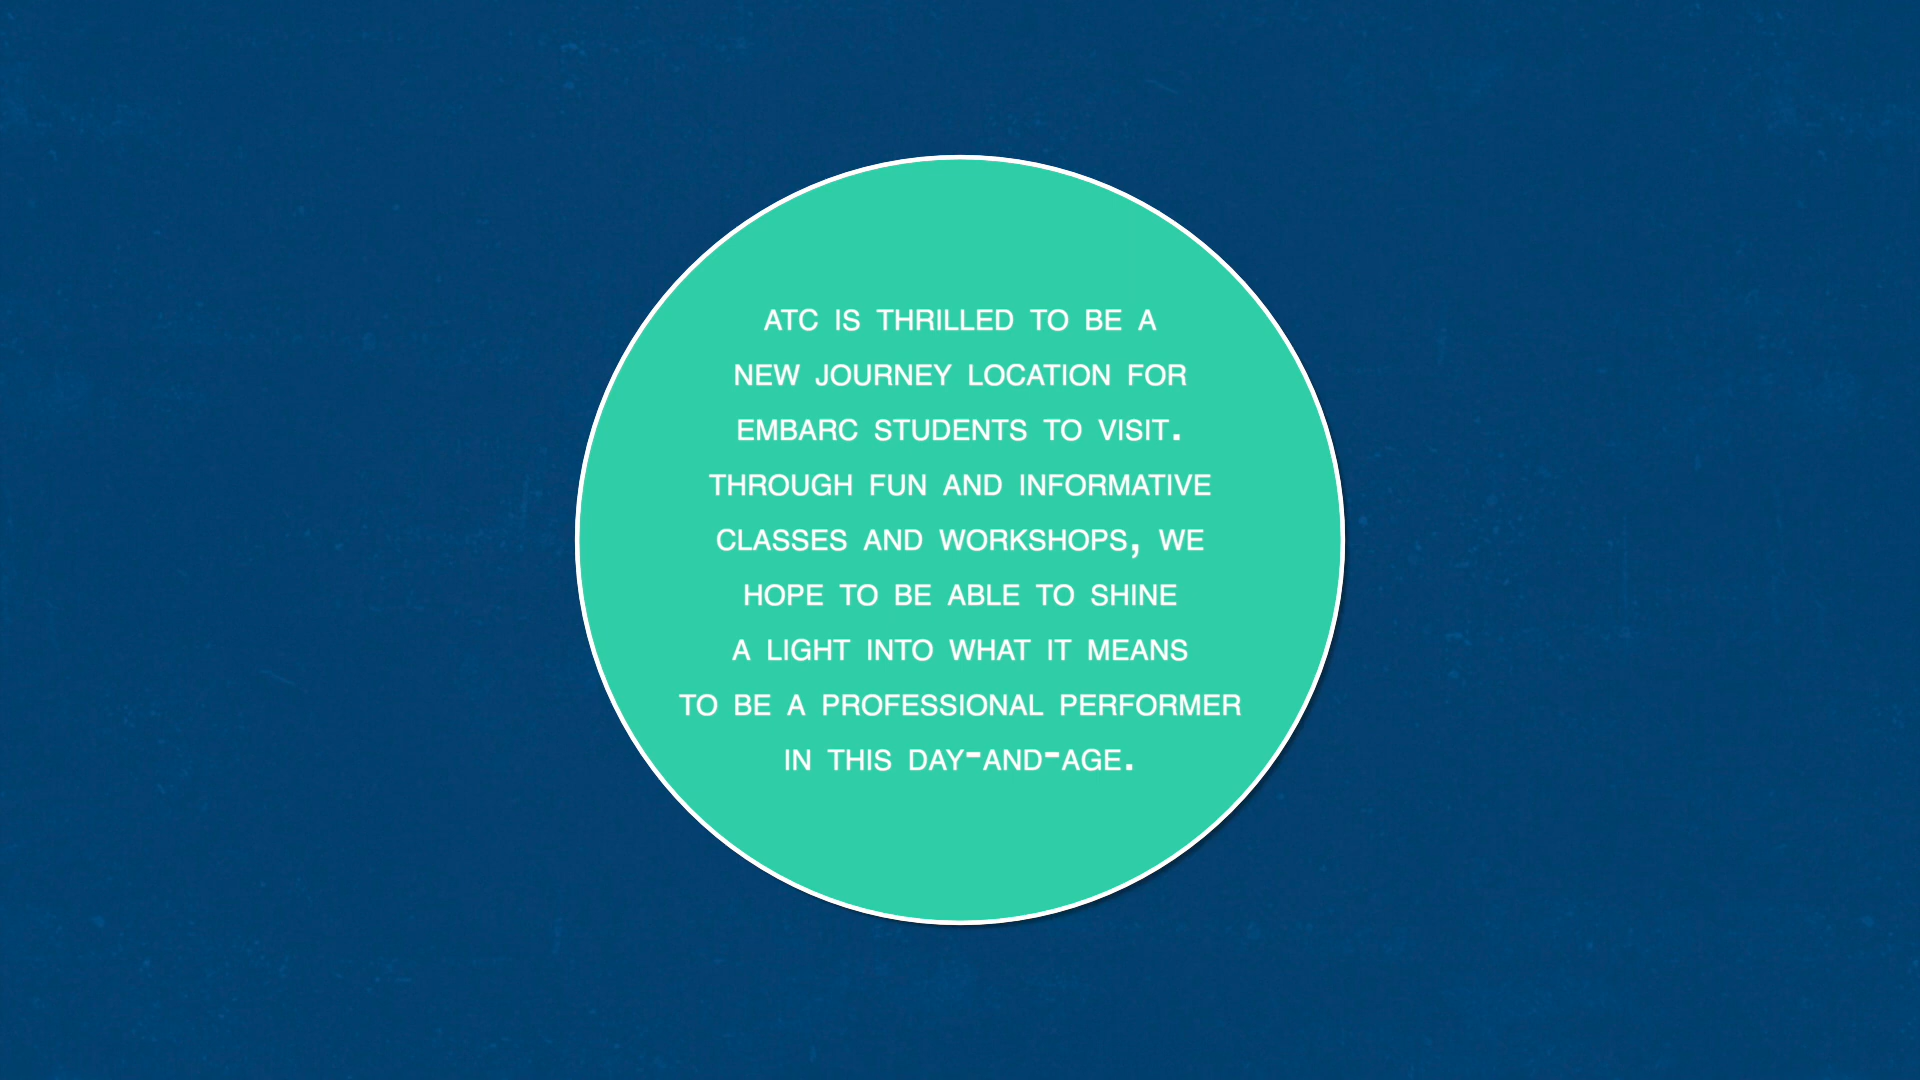 ATC IS THRILLED TO BE A
NEW JOURNEY LOCATION FOR
EMBARC STUDENTS TO VISIT.
THROUGH FUN AND INFORMATIVE
CLASSES AND WORKSHOPS, WE
HOPE TO BE ABLE TO SHINE
A LIGHT INTO WHAT IT MEANS
TO BE A PROFESSIONAL PERFORMER
IN THIS DAY-AND-AGE.